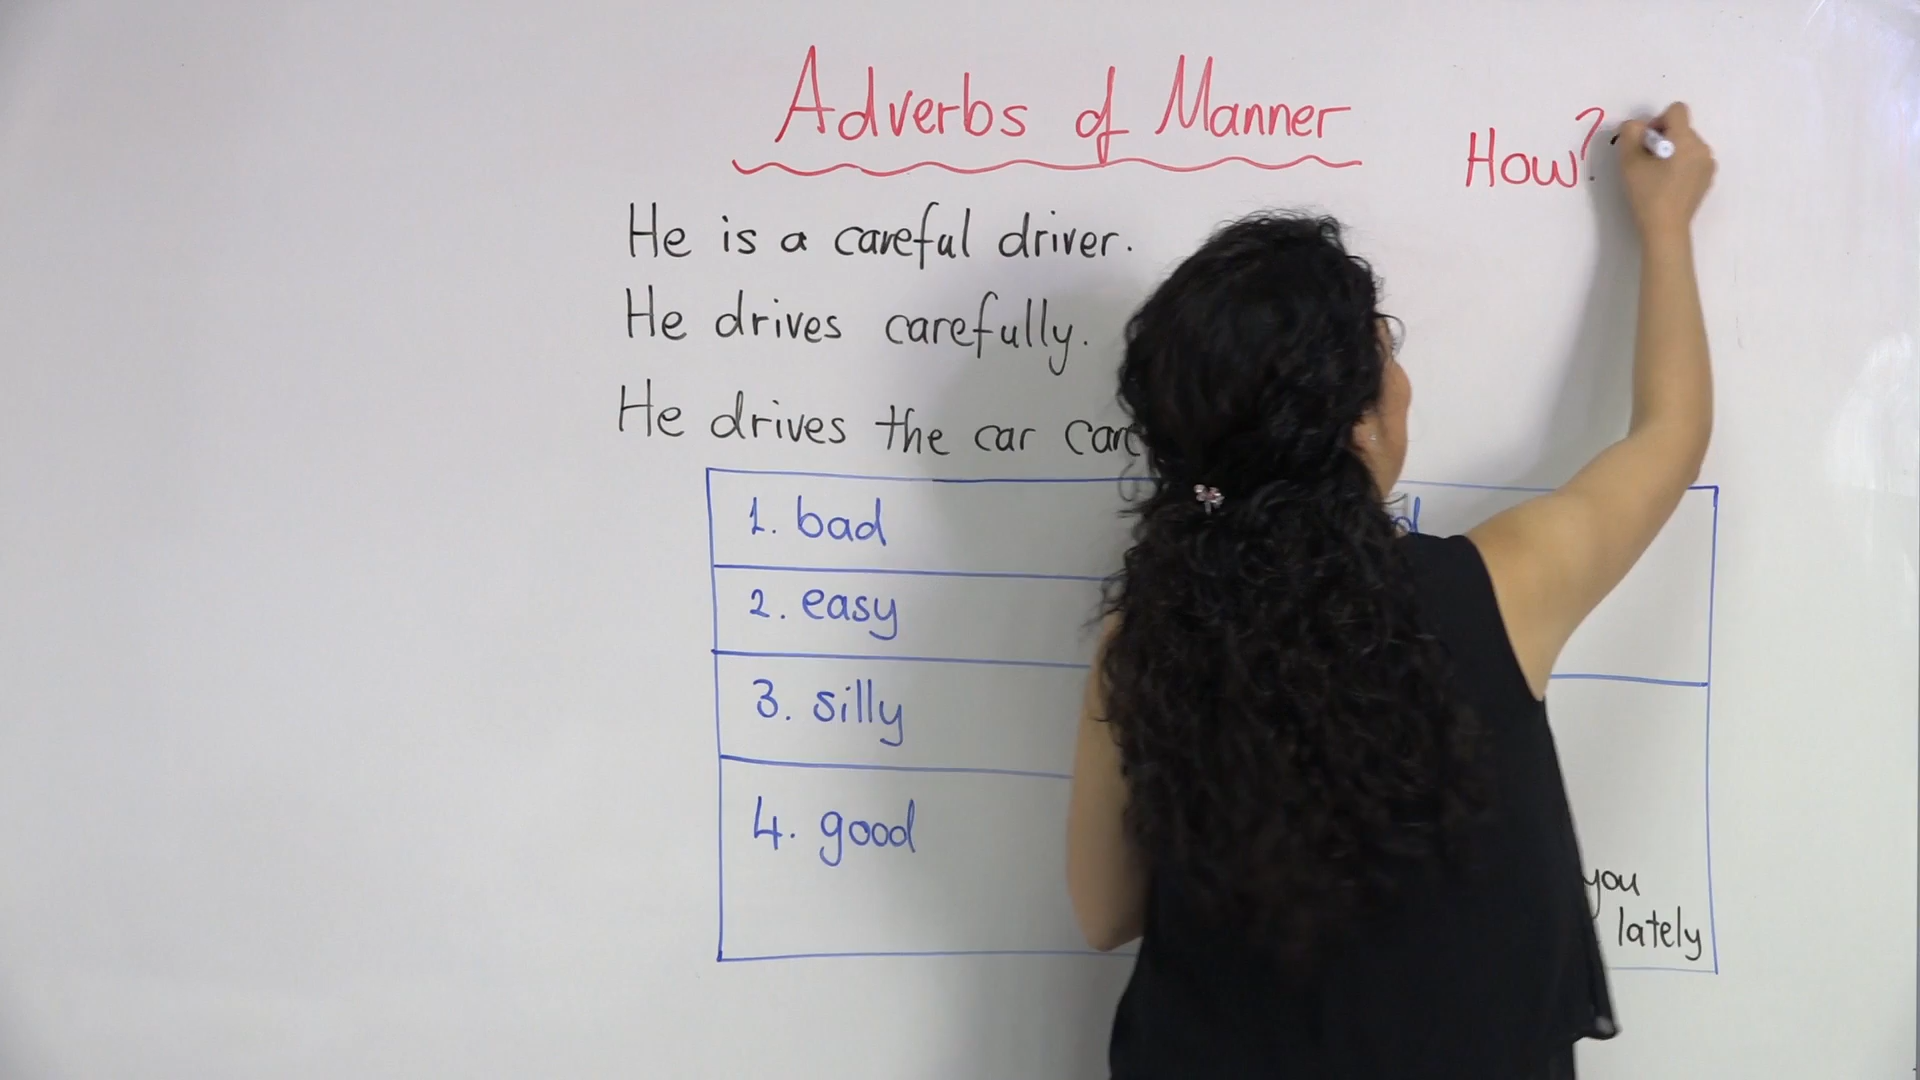 Adverbs of Manner
How?
He is a careful driver.
He drives carefully.
He drives the car
1. bad
2. easy
3. silly
4. good
you
lately